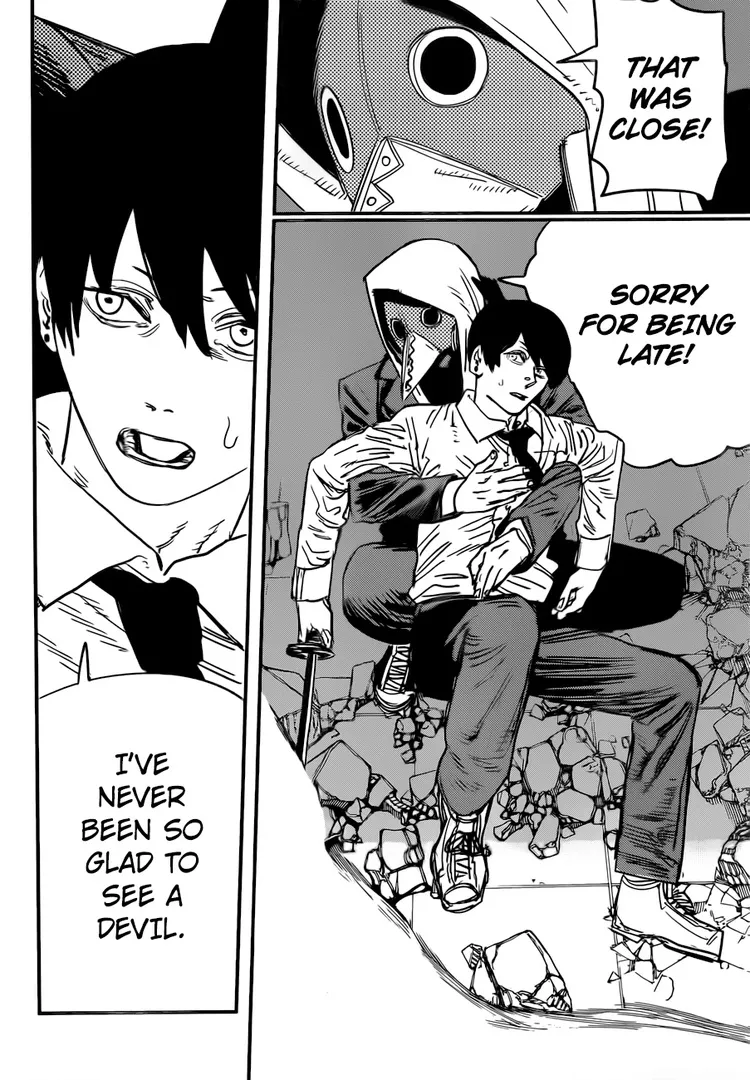 THAT
WAS
CLOSE!
SORRY
FOR BEING
LATE!
I'VE
NEVER
BEEN SO
GLAD TO
SEE A
DEVIL.